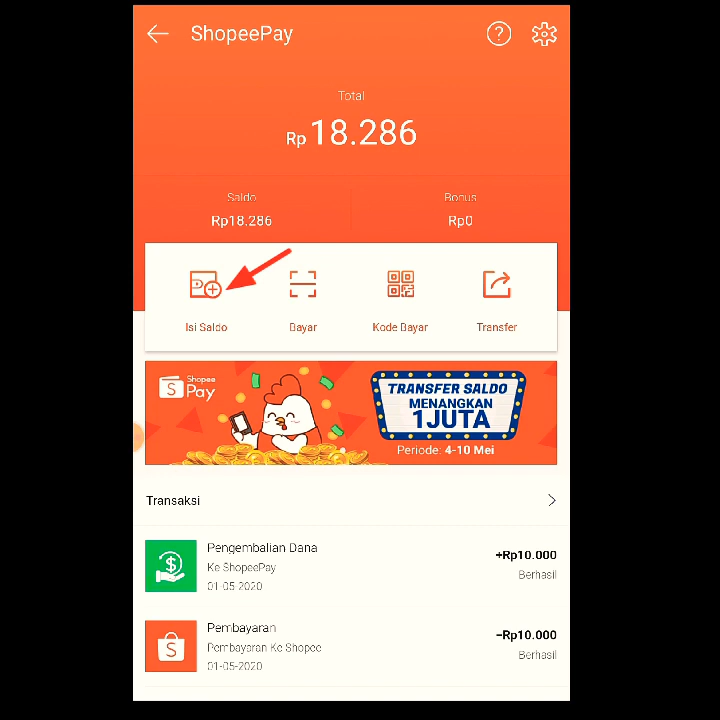 ShopeePay
Total
Rp 18.286
Saldo
Bonus
Rp18.286
Rp0
Isi Saldo
Bayar
Kode Bayar
Transfer
Shopee
Pay
TRANSFER SALDO
MENANGKAN
1JUTA
Periode: 4-10 Mei
Transaksi
Pengembalian Dana
+Rp10.000
Ke ShopeePay
Berhasil
01-05-2020
Pembayaran
-Rp10.000
Pembayaran Ke Shopee
Berhasil
01-05-2020